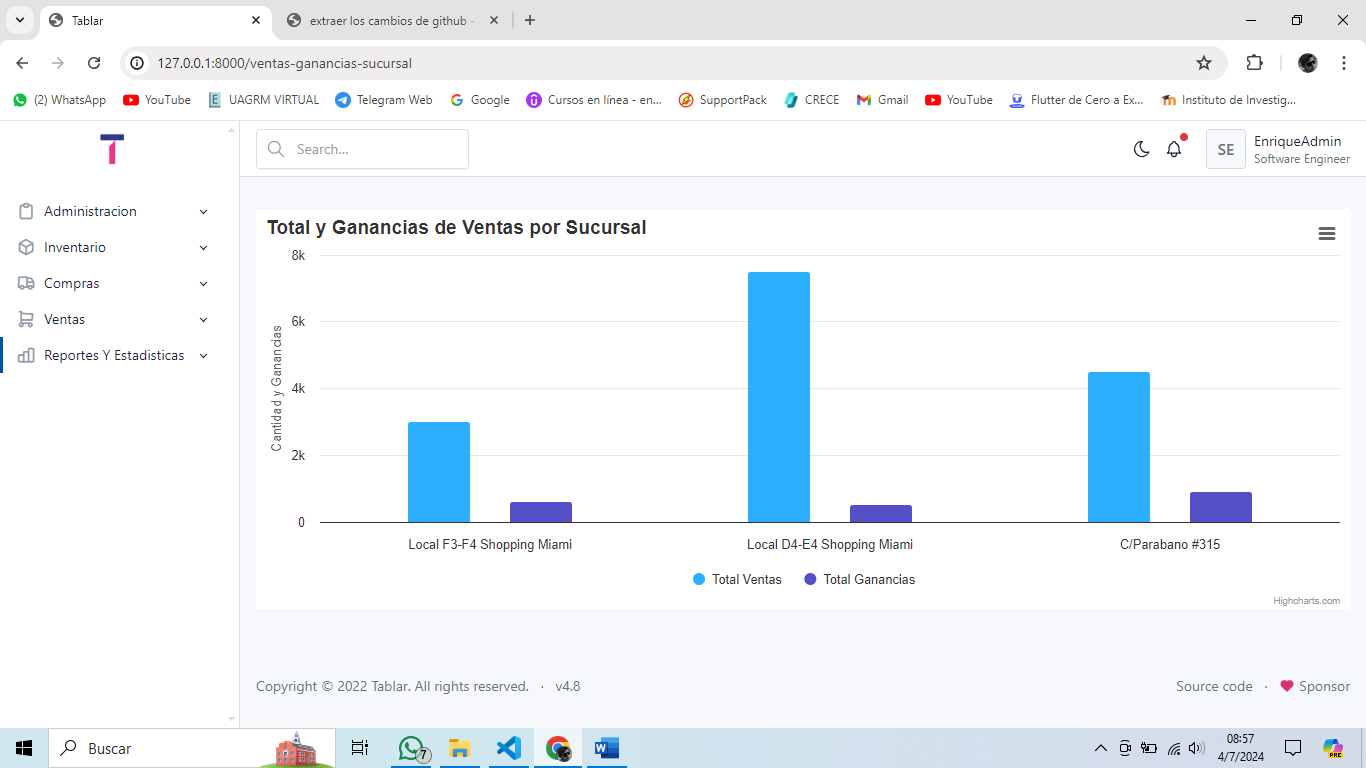 Tablar
extraer los cambios de github -
127.0.0.1:8000/ventas-ganancias-sucursal
(2) WhatsApp
YouTube
UAGRM VIRTUAL
Telegram Web
Google
Cursos en línea - en...
SupportPack
CRECE
Gmail
YouTube
Flutter de Cero a Ex...
Instituto de Investig...
T
Search...
SE
EnriqueAdmin
Software Engineer
Administracion
Inventario
Compras
Ventas
Reportes Y Estadisticas
Total y Ganancias de Ventas por Sucursal
Cantidad y Ganancias
8k
6k
4k
2k
0
Local F3-F4 Shopping Miami
Local D4-E4 Shopping Miami
C/Parabano #315
Total Ventas
Total Ganancias
Highcharts.com
Copyright © 2022 Tablar. All rights reserved. · v4.8
Source code · Sponsor
Buscar
7
W
08:57
4/7/2024
PRE